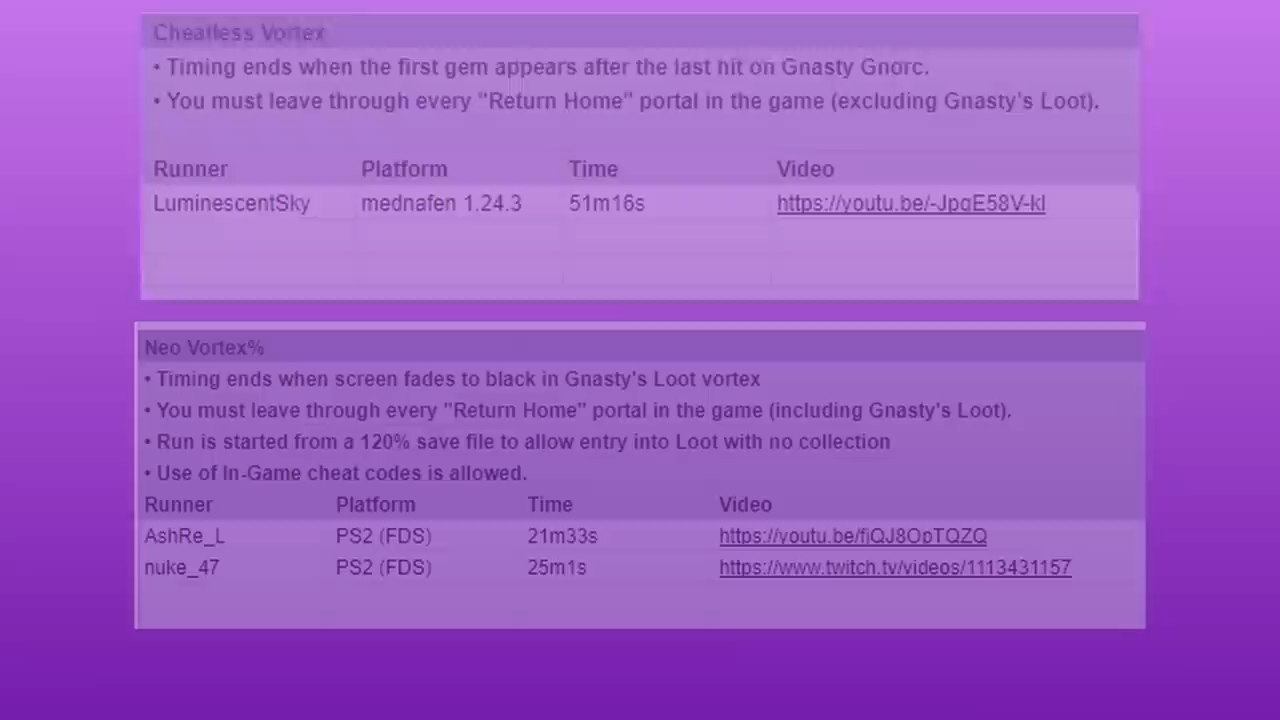 Cheatless Vortex
• Timing ends when the first gem appears after the last hit on Gnasty Gnorc.
• You must leave through every "Return Home" portal in the game (excluding Gnasty's Loot).
Runner Platform Time Video
LuminescentSky mednafen 1.24.3 51m16s https://youtu.be/-JpqE58V-kI
Neo Vortex%
• Timing ends when screen fades to black in Gnasty's Loot vortex
• You must leave through every "Return Home" portal in the game (including Gnasty's Loot).
• Run is started from a 120% save file to allow entry into Loot with no collection
• Use of In-Game cheat codes is allowed.
Runner Platform Time Video
AshRe_L PS2 (FDS) 21m33s https://youtu.be/fiQJ8OpTQZQ
nuke_47 PS2 (FDS) 25m1s https://www.twitch.tv/videos/1113431157